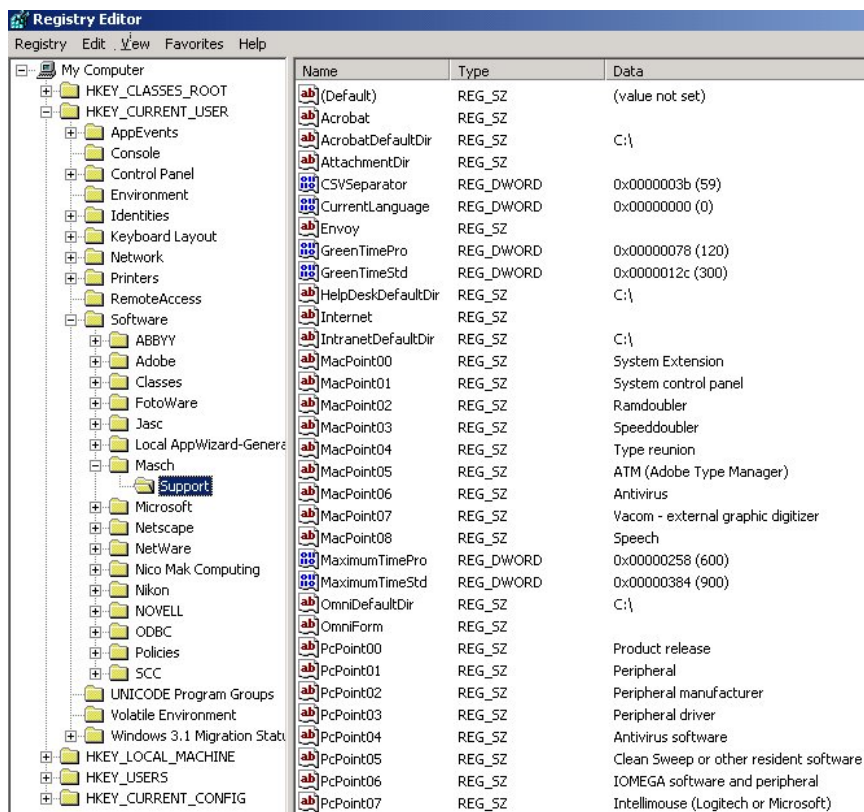 Registry Editor
Registry Edit View Favorites Help
My Computer
HKEY_CLASSES_ROOT
HKEY_CURRENT_USER
AppEvents
Console
Control Panel
Environment
Identities
Keyboard Layout
Network
Printers
RemoteAccess
Software
ABBYY
Adobe
Classes
FotoWare
Jasc
Local AppWizard-Genera
Masch
Support
Microsoft
Netscape
NetWare
Nico Mak Computing
Nikon
NOVELL
ODBC
Policies
SCC
UNICODE Program Groups
Volatile Environment
Windows 3.1 Migration Statu
HKEY_LOCAL_MACHINE
HKEY_USERS
HKEY_CURRENT_CONFIG
Name Type Data
(Default) REG_SZ (value not set)
Acrobat REG_SZ
AcrobatDefaultDir REG_SZ C:\
AttachmentDir REG_SZ
CSVSeparator REG_DWORD 0x0000003b (59)
CurrentLanguage REG_DWORD 0x00000000 (0)
Envoy REG_SZ
GreenTimePro REG_DWORD 0x00000078 (120)
GreenTimeStd REG_DWORD 0x0000012c (300)
HelpDeskDefaultDir REG_SZ C:\
Internet REG_SZ
IntranetDefaultDir REG_SZ C:\
MacPoint00 REG_SZ System Extension
MacPoint01 REG_SZ System control panel
MacPoint02 REG_SZ Ramdoubler
MacPoint03 REG_SZ Speeddoubler
MacPoint04 REG_SZ Type reunion
MacPoint05 REG_SZ ATM (Adobe Type Manager)
MacPoint06 REG_SZ Antivirus
MacPoint07 REG_SZ Vacom - external graphic digitizer
MacPoint08 REG_SZ Speech
MaximumTimePro REG_DWORD 0x00000258 (600)
MaximumTimeStd REG_DWORD 0x00000384 (900)
OmniDefaultDir REG_SZ C:\
OmniForm REG_SZ
PcPoint00 REG_SZ Product release
PcPoint01 REG_SZ Peripheral
PcPoint02 REG_SZ Peripheral manufacturer
PcPoint03 REG_SZ Peripheral driver
PcPoint04 REG_SZ Antivirus software
PcPoint05 REG_SZ Clean Sweep or other resident software
PcPoint06 REG_SZ IOMEGA software and peripheral
PcPoint07 REG_SZ Intellimouse (Logitech or Microsoft)